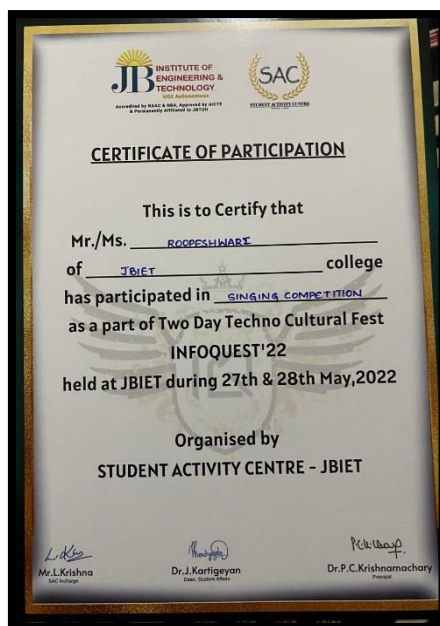 JB INSTITUTE OF
ENGINEERING &
TECHNOLOGY
UGC Autonomous
Accredited by NAAC & NBA, Approved by AICTE
& Permanently Affiliated to JNTUH
SAC
STUDENT ACTIVITY CENTRE
CERTIFICATE OF PARTICIPATION
This is to Certify that
Mr./Ms. ROOPESHWARI
of JBIET college
has participated in SINGING COMPETITION
as a part of Two Day Techno Cultural Fest
INFOQUEST'22
held at JBIET during 27th & 28th May,2022
Organised by
STUDENT ACTIVITY CENTRE - JBIET
Mr.L.Krishna Dr.J.Kartigeyan Dr.P.C.Krishnamachary
SAC Incharge Dean, Student Affairs Principal